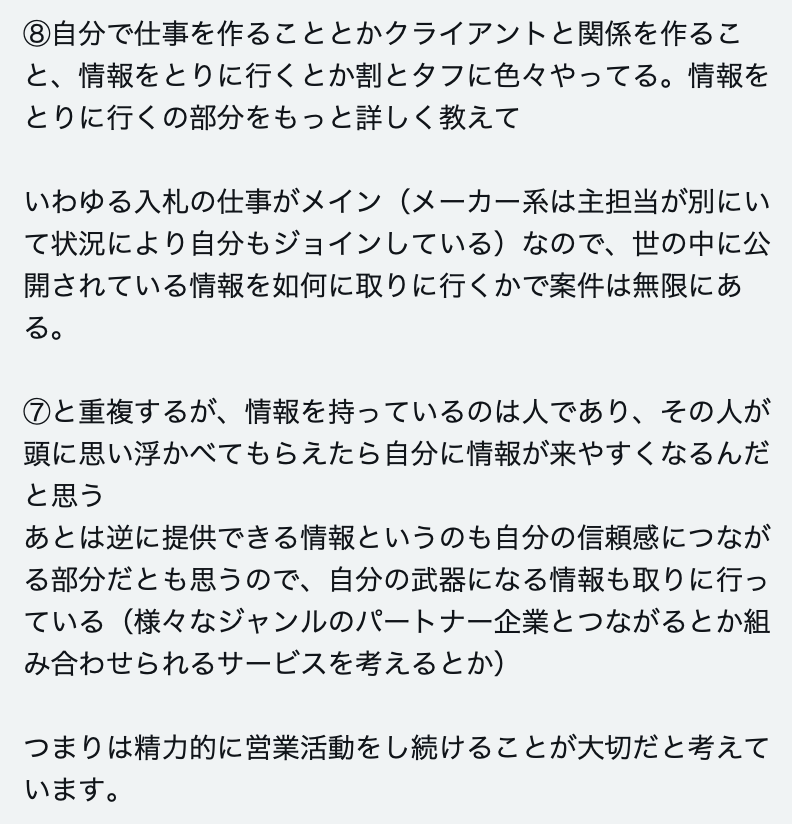 ⑧自分で仕事を作ることとかクライアントと関係を作るこ
と、情報をとりに行くとか割とタフに色々やってる。情報を
とりに行くの部分をもっと詳しく教えて
いわゆる入札の仕事がメイン（メーカー系は主担当が別にい
て状況により自分もジョインしている）なので、世の中に公
開されている情報を如何に取りに行くかで案件は無限にあ
る。
⑦と重複するが、情報を持っているのは人であり、その人が
頭に思い浮かべてもらえたら自分に情報が来やすくなるんだ
と思う
あとは逆に提供できる情報というのも自分の信頼感につなが
る部分だとも思うので、自分の武器になる情報も取りに行っ
ている（様々なジャンルのパートナー企業とつながるとか組
み合わせられるサービスを考えるとか）
つまりは精力的に営業活動をし続けることが大切だと考えて
います。